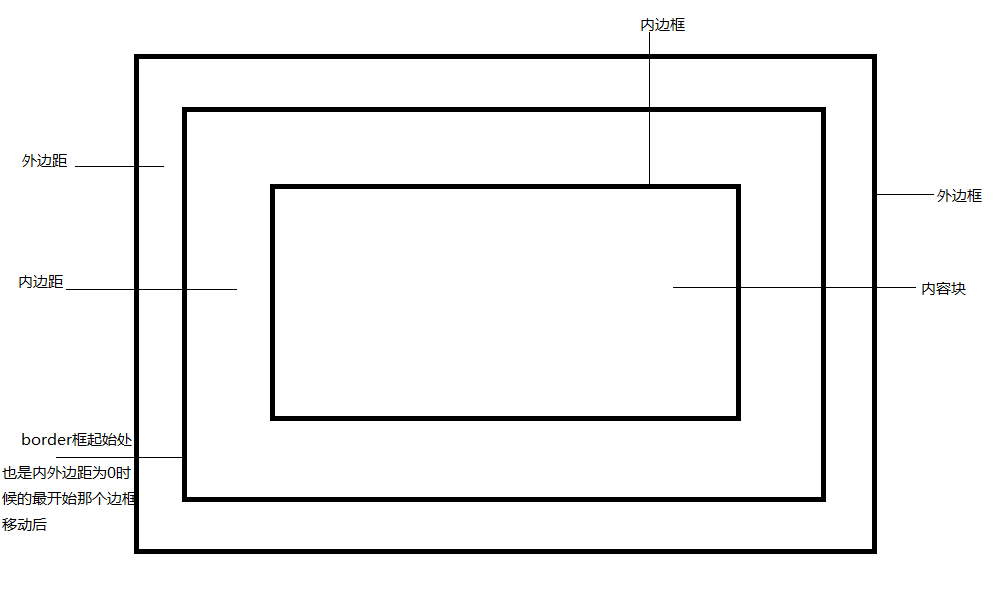 内边框
外边距
外边框
内边距
内容块
border框起始处
也是内外边距为0时
候的最开始那个边框
移动后